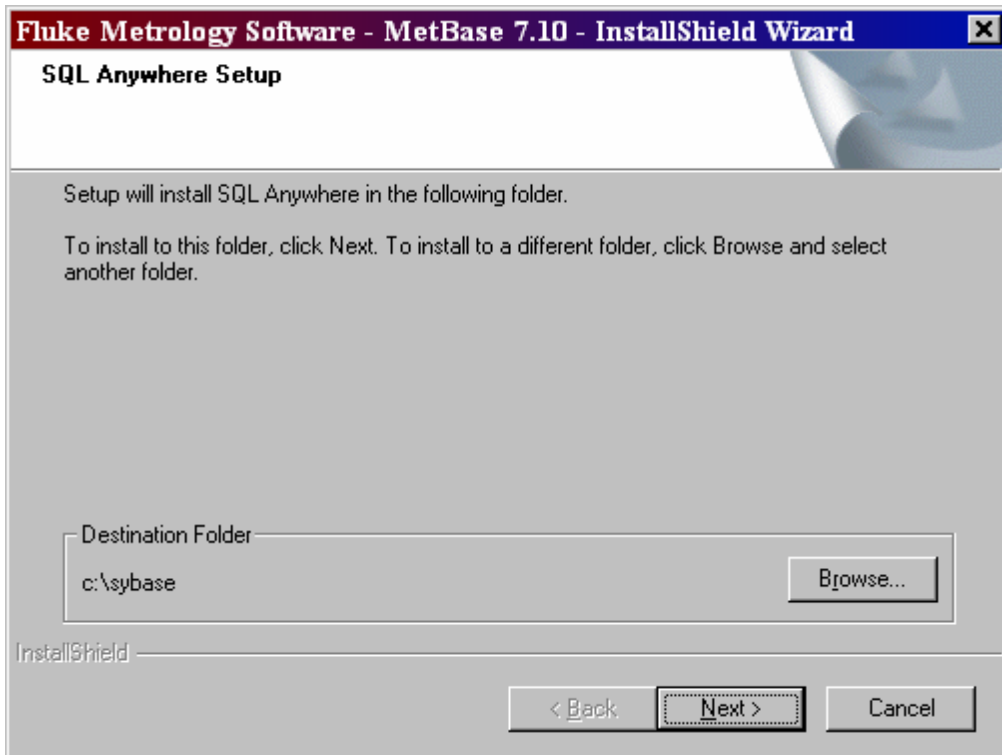 Fluke Metrology Software - MetBase 7.10 - InstallShield Wizard
SQL Anywhere Setup
Setup will install SQL Anywhere in the following folder.
To install to this folder, click Next. To install to a different folder, click Browse and select
another folder.
Destination Folder
c:\sybase
Browse...
InstallShield
< Back
Next >
Cancel